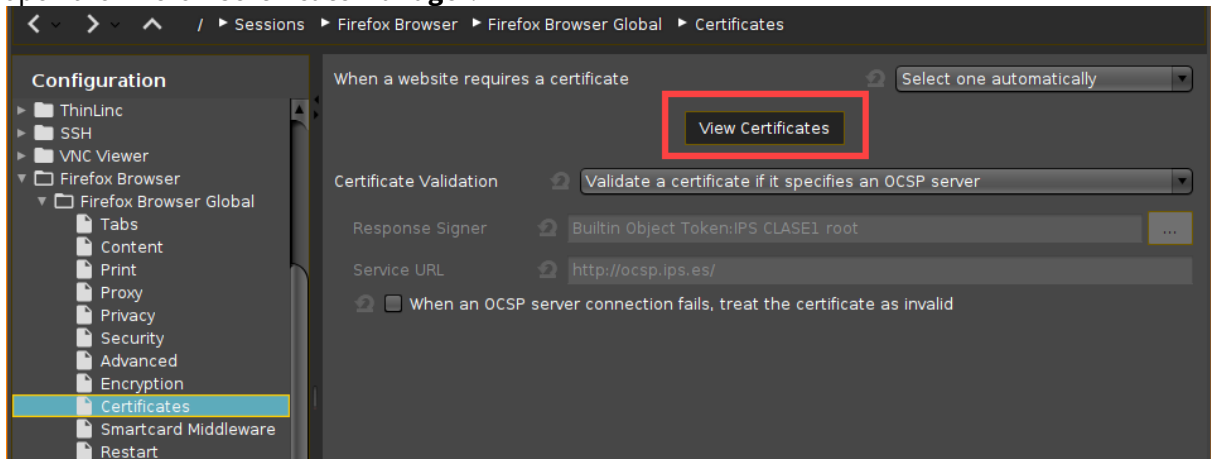 / Sessions Firefox Browser Firefox Browser Global Certificates
Configuration
ThinLinc
SSH
VNC Viewer
Firefox Browser
Firefox Browser Global
Tabs
Content
Print
Proxy
Privacy
Security
Advanced
Encryption
Certificates
Smartcard Middleware
Restart
When a website requires a certificate Select one automatically
View Certificates
Certificate Validation Validate a certificate if it specifies an OCSP server
Response Signer Builtin Object Token:IPS CLASE1 root ...
Service URL http://ocsp.ips.es/
When an OCSP server connection fails, treat the certificate as invalid